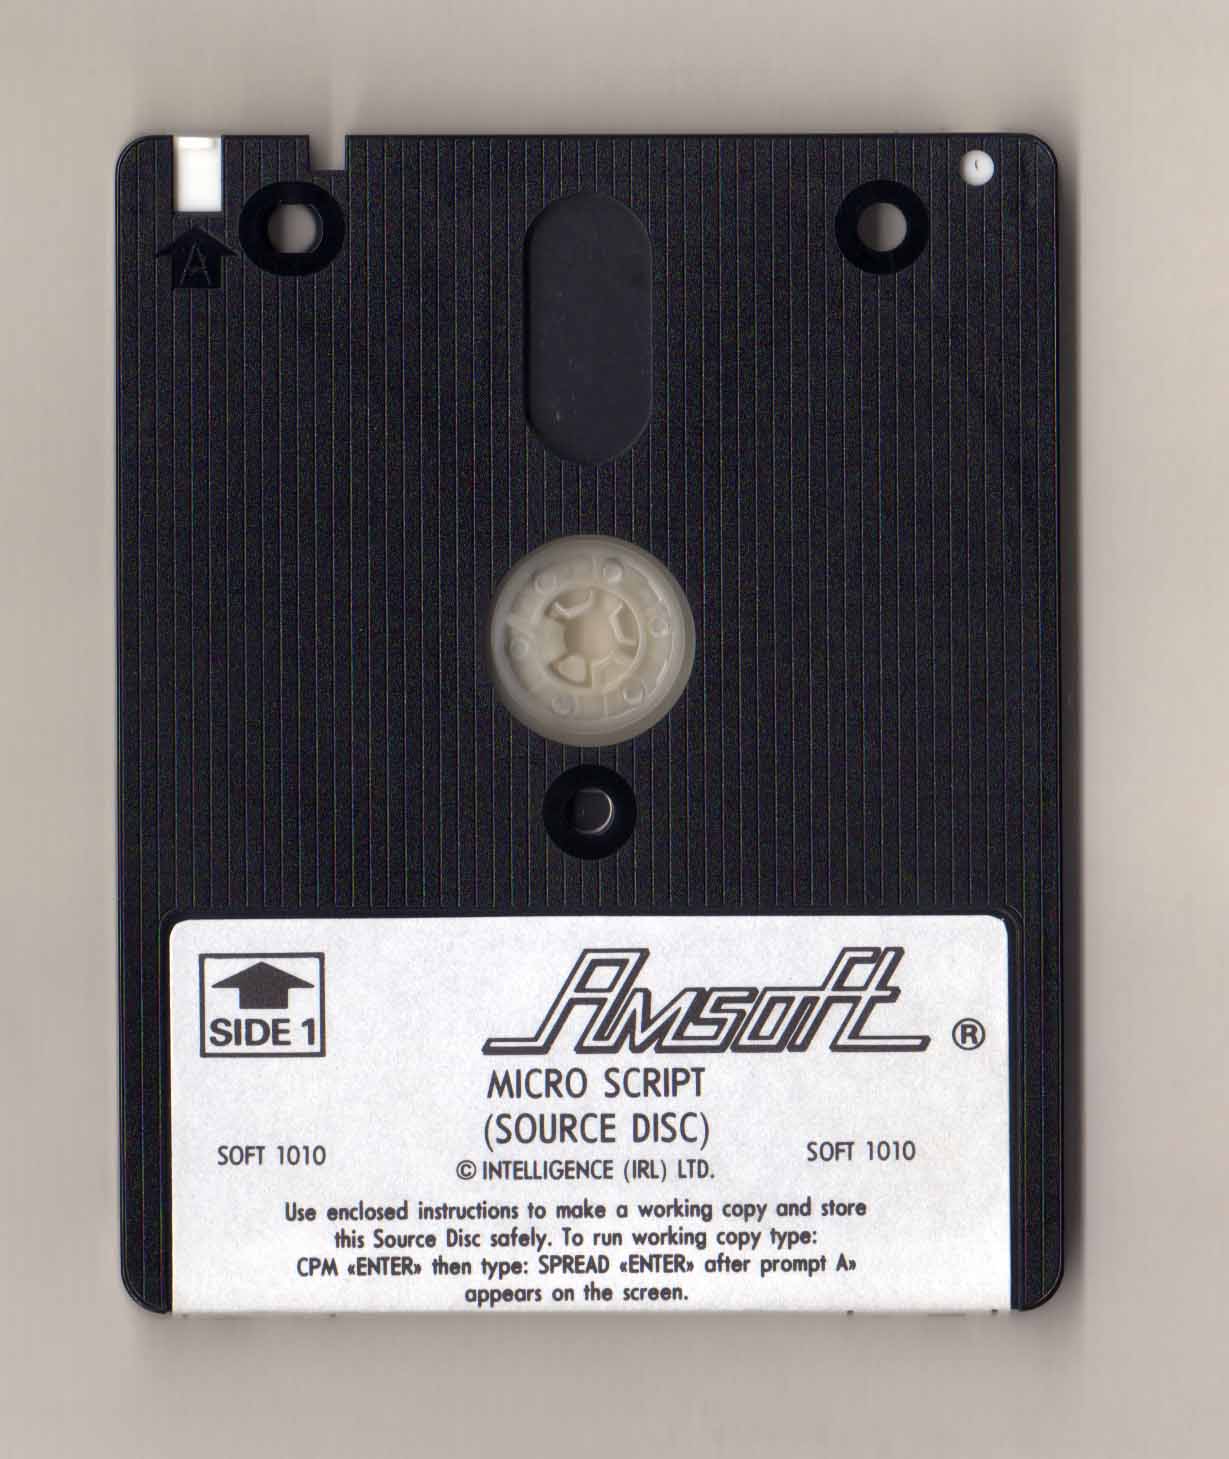 A
SIDE 1
Amsoft ®
MICRO SCRIPT
(SOURCE DISC)
SOFT 1010 SOFT 1010
© INTELLIGENCE (IRL) LTD.
Use enclosed instructions to make a working copy and store
this Source Disc safely. To run working copy type:
CPM «ENTER» then type: SPREAD «ENTER» after prompt A»
appears on the screen.